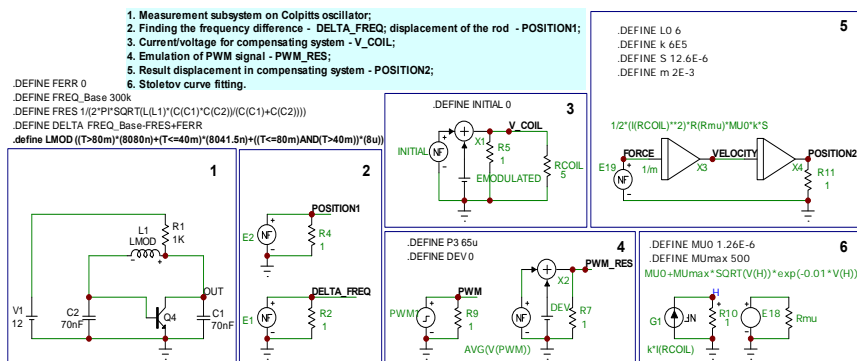 1. Measurement subsystem on Colpitts oscillator;
2. Finding the frequency difference - DELTA_FREQ; displacement of the rod - POSITION1;
3. Current/voltage for compensating system - V_COIL;
4. Emulation of PWM signal - PWM_RES;
5. Result displacement in compensating system - POSITION2;
6. Stoletov curve fitting.
.DEFINE FERR 0
.DEFINE FREQ_Base 300k
.DEFINE FRES 1/(2*PI*SQRT(L(L1)*(C(C1)*C(C2))/(C(C1)+C(C2))))
.DEFINE DELTA FREQ_Base-FRES+FERR
.define LMOD ((T>80m)*(8080n)+(T<=40m)*(8041.5n)+((T<=80m)AND(T>40m))*(8u))
1
R1
1K
L1
LMOD
OUT
V1
12
C2
70nF
Q4
C1
70nF
2
POSITION1
E2
NF
R4
1
DELTA_FREQ
E1
NF
R2
1
.DEFINE INITIAL 0
3
V_COIL
X1
INITIAL
NF
R5
1
EMODULATED
RCOIL
5
.DEFINE P3 65u
.DEFINE DEV 0
4
PWM
PWM1
R9
1
PWM_RES
X2
NF
DEV
R7
1
AVG(V(PWM))
.DEFINE L0 6
.DEFINE k 6E5
.DEFINE S 12.6E-6
.DEFINE m 2E-3
5
1/2*(I(RCOIL)**2)*R(Rmu)*MU0*k*S
FORCE
VELOCITY
POSITION2
E19
NF
1/m
X3
X4
R11
1
.DEFINE MU0 1.26E-6
.DEFINE MUmax 500
6
MU0+MUmax*SQRT(V(H))*exp(-0.01*V(H))
H
G1
NF
R10
1
E18
Rmu
k*I(RCOIL)